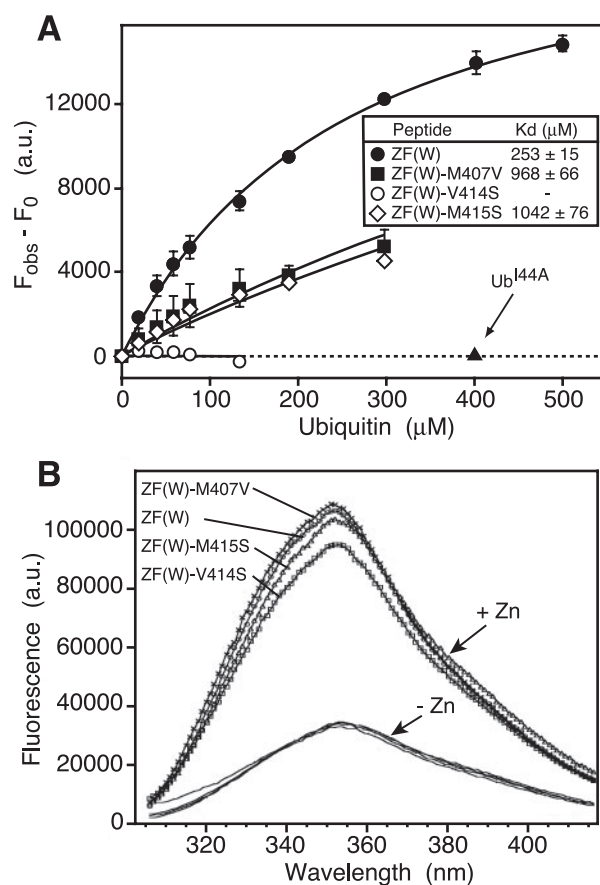 A
F_obs - F_0 (a.u.)
12000
8000
4000
0
Peptide Kd (μM)
ZF(W) 253 ± 15
ZF(W)-M407V 968 ± 66
ZF(W)-V414S -
ZF(W)-M415S 1042 ± 76
Ub^I44A
0 100 200 300 400 500
Ubiquitin (μM)
B
Fluorescence (a.u.)
100000
80000
60000
40000
20000
0
ZF(W)-M407V
ZF(W)
ZF(W)-M415S
ZF(W)-V414S
+ Zn
- Zn
320 340 360 380 400
Wavelength (nm)